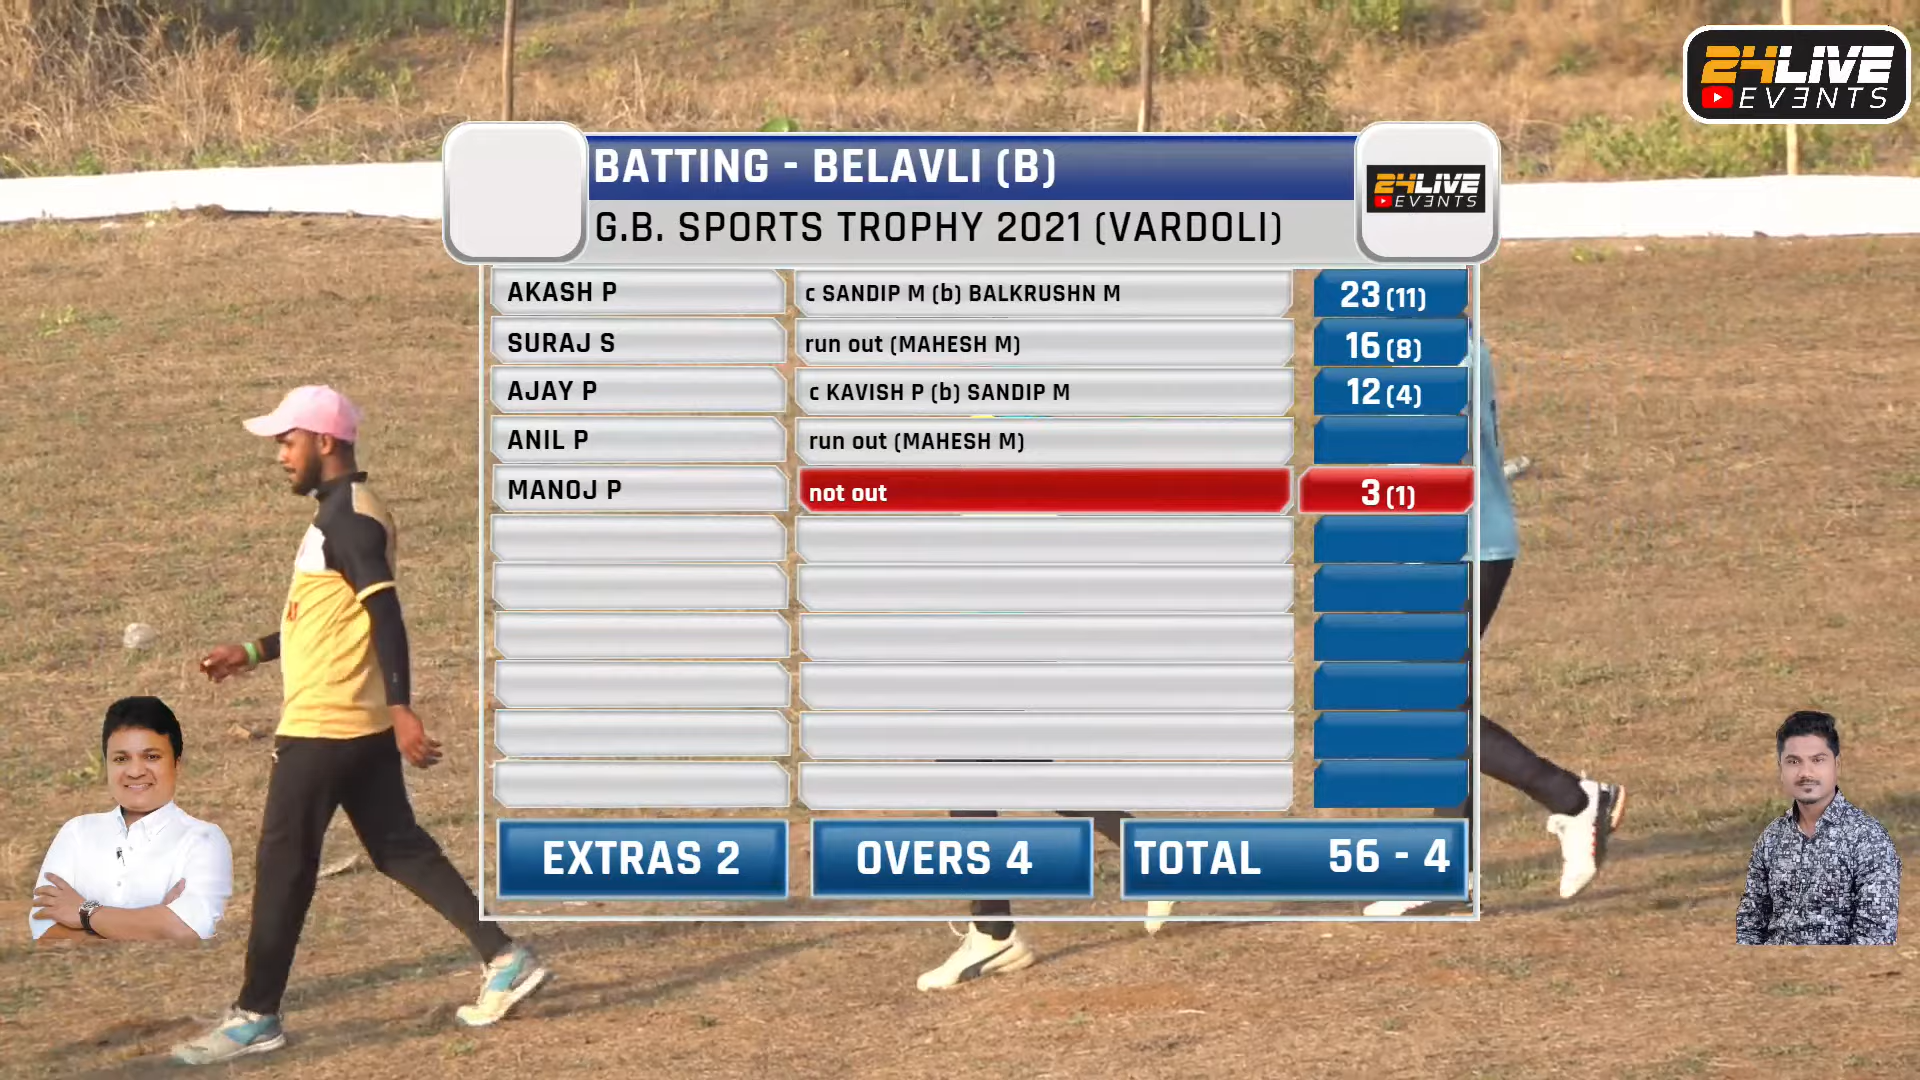 24LIVE
EVENTS
BATTING - BELAVLI (B)
24LIVE
EVENTS
G.B. SPORTS TROPHY 2021 (VARDOLI)
AKASH P c SANDIP M (b) BALKRUSHN M 23 (11)
SURAJ S run out (MAHESH M) 16 (8)
AJAY P c KAVISH P (b) SANDIP M 12 (4)
ANIL P run out (MAHESH M)
MANOJ P not out 3 (1)
EXTRAS 2 OVERS 4 TOTAL 56 - 4